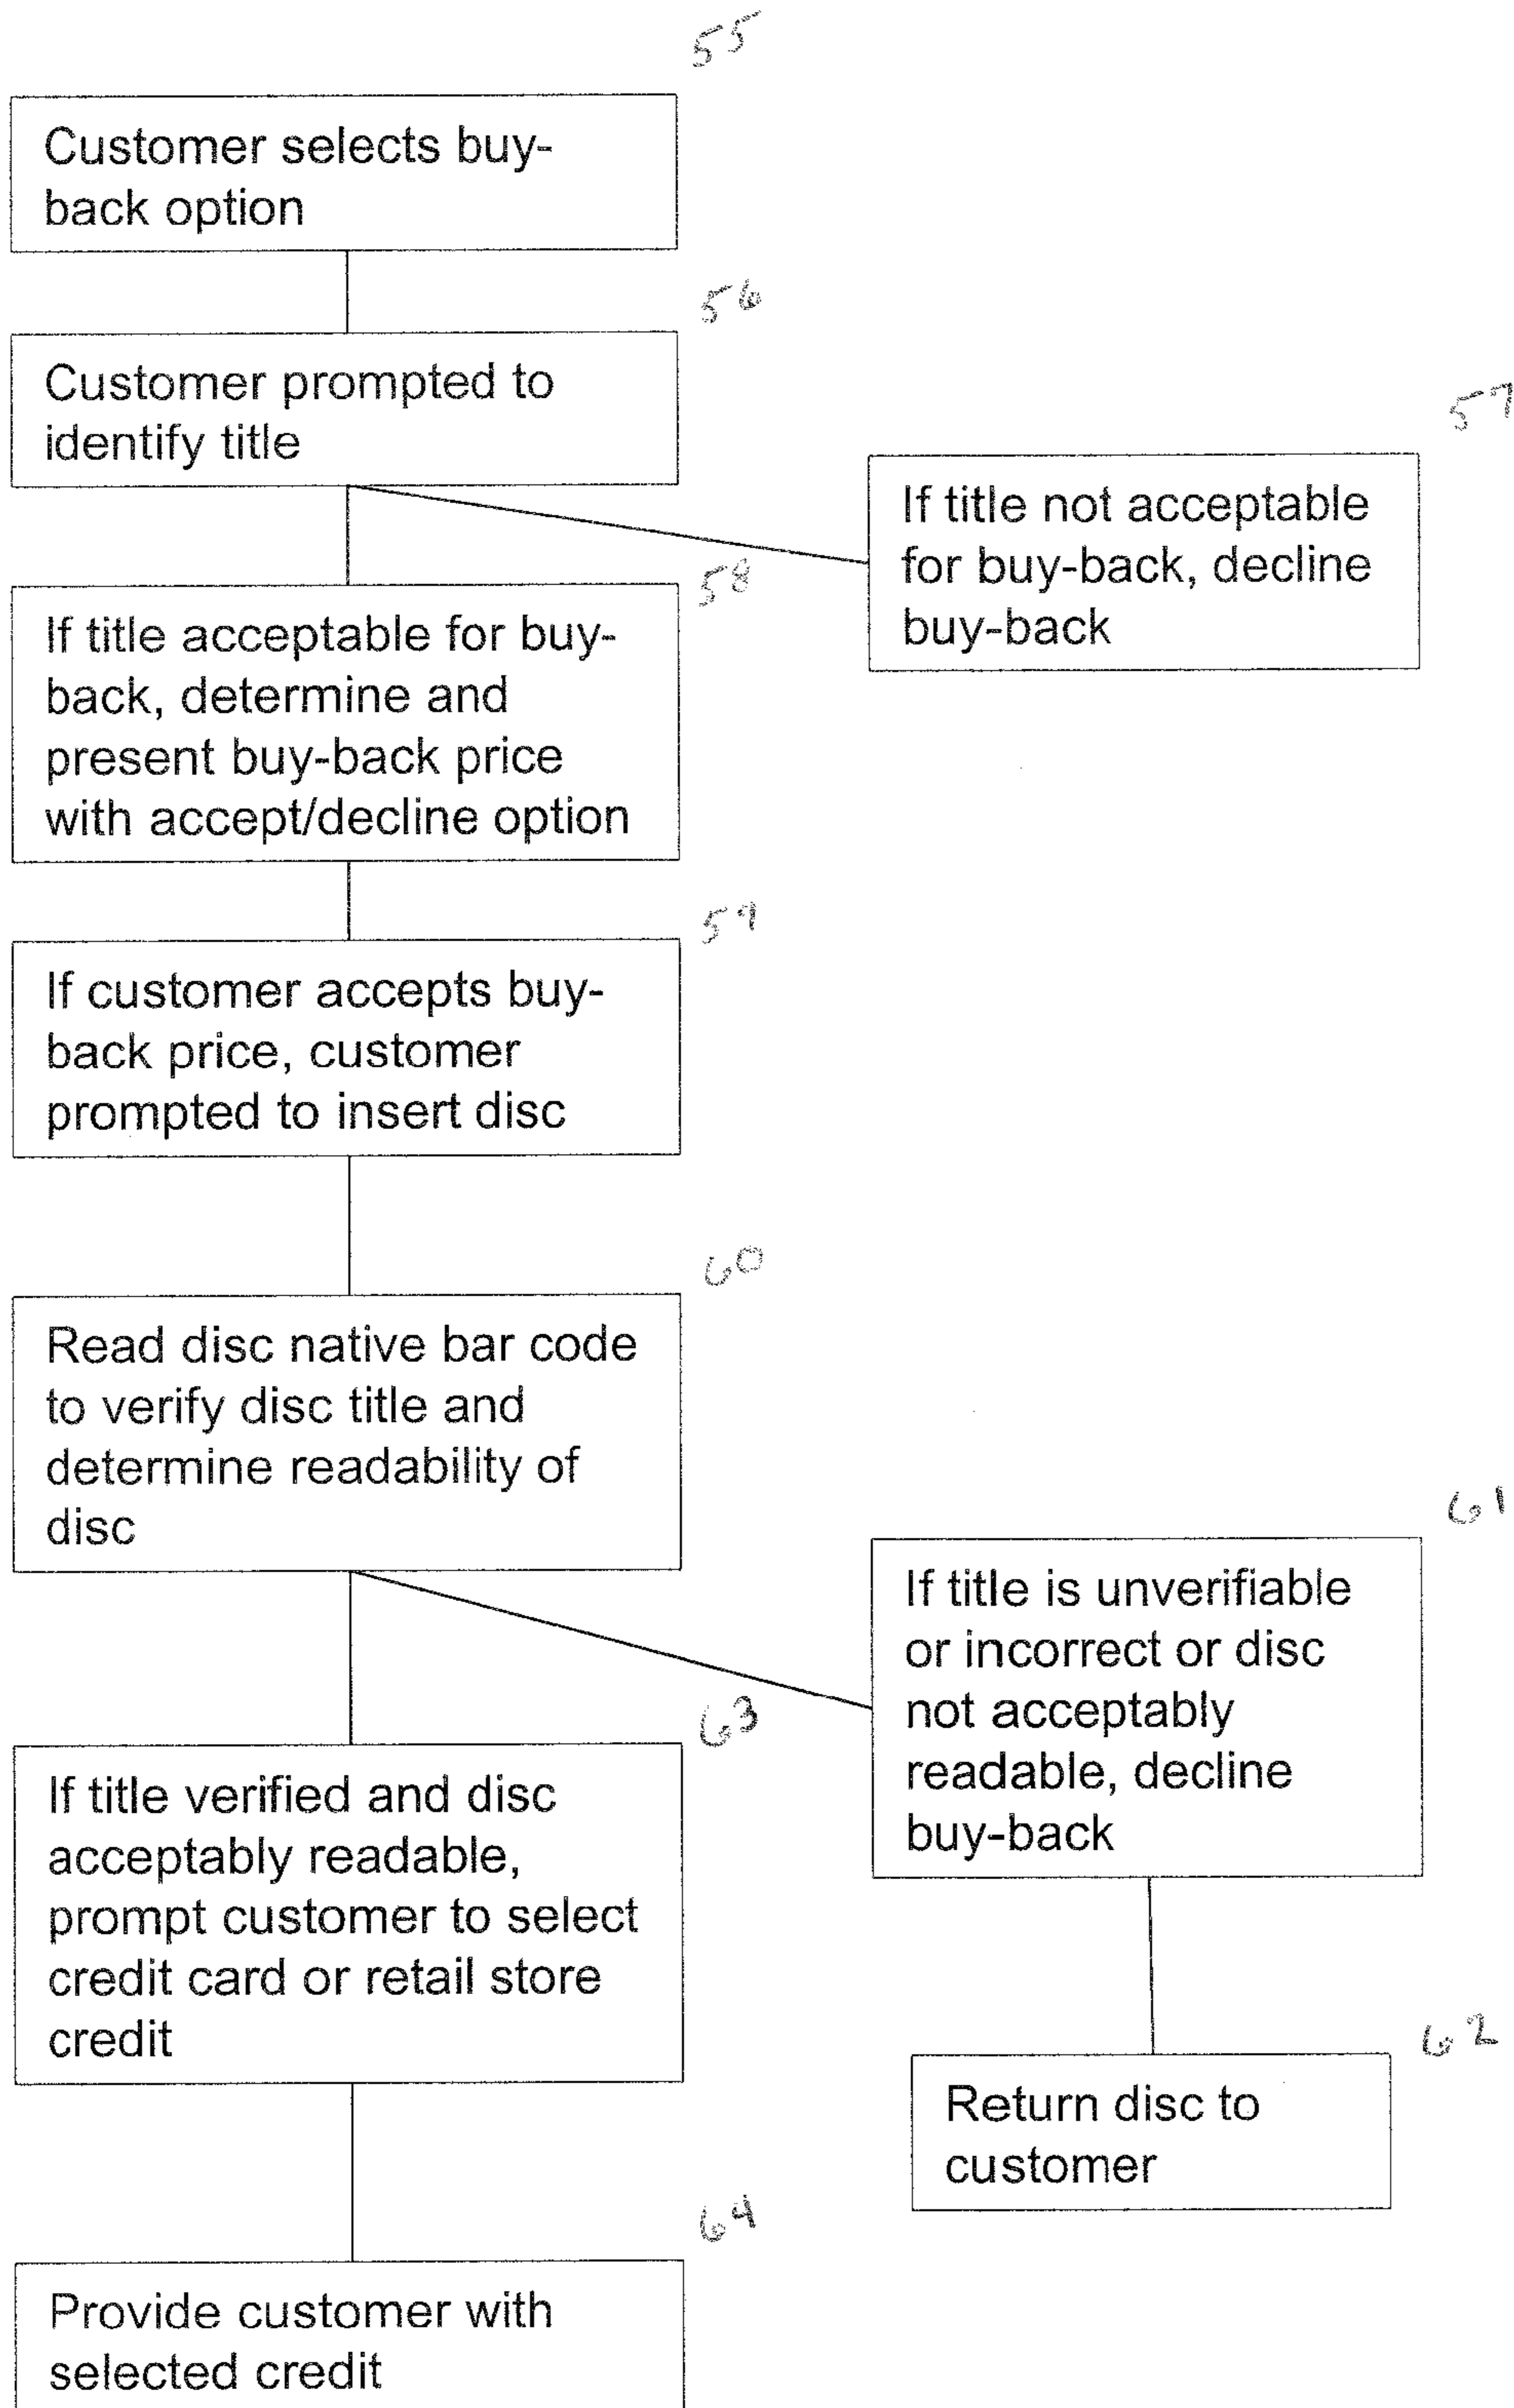 55
Customer selects buy-
back option
56
Customer prompted to
identify title
57
If title not acceptable
for buy-back, decline
buy-back
58
If title acceptable for buy-
back, determine and
present buy-back price
with accept/decline option
59
If customer accepts buy-
back price, customer
prompted to insert disc
60
Read disc native bar code
to verify disc title and
determine readability of
disc
61
If title is unverifiable
or incorrect or disc
not acceptably
readable, decline
buy-back
63
If title verified and disc
acceptably readable,
prompt customer to select
credit card or retail store
credit
62
Return disc to
customer
64
Provide customer with
selected credit